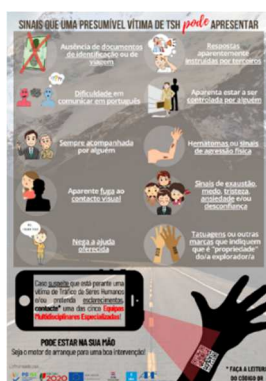 SINAIS QUE UMA PRESUMÍVEL VÍTIMA DE TSH pode APRESENTAR
Ausência de documentos
de identificação ou de
viagem
Respostas
aparentemente
instruídas por terceiros
Dificuldade em
comunicar em português
Aparenta estar a ser
controlada por alguém
Sempre acompanhada
por alguém
Hematomas ou sinais
de agressão física
Aparente fuga ao
contacto visual
Sinais de exaustão,
medo, tristeza,
ansiedade e/ou
desconfiança
Nega a ajuda
oferecida
Tatuagens ou outras
marcas que indiquem
que é "propriedade"
do/a explorador/a
Caso suspeite que está perante uma
vítima de Tráfico de Seres Humanos
e/ou pretenda esclarecimentos,
contacte* uma das cinco Equipas
Multidisciplinares Especializadas!
PODE ESTAR NA SUA MÃO
Seja o motor de arranque para uma boa intervenção!
* FAÇA A LEITURA
DO CÓDIGO QR
2020